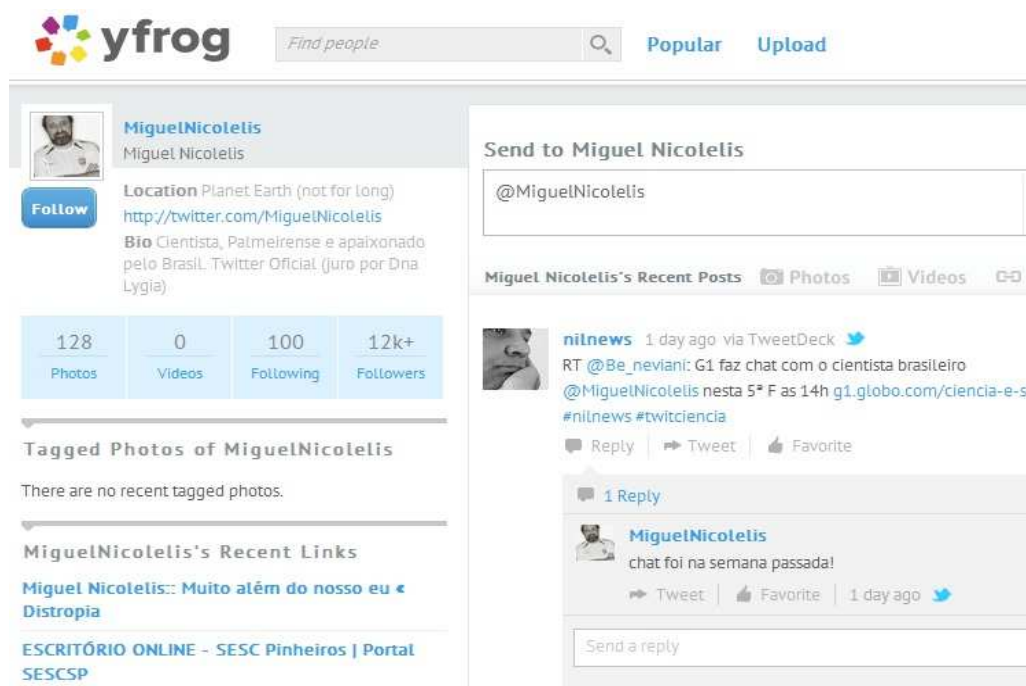 yfrog
Find people
Popular
Upload
MiguelNicolelis
Miguel Nicolelis
Follow
Location Planet Earth (not for long)
http://twitter.com/MiguelNicolelis
Bio Cientista, Palmeirense e apaixonado
pelo Brasil. Twitter Oficial (juro por Dna
Lygia)
128
Photos
0
Videos
100
Following
12k+
Followers
Tagged Photos of MiguelNicolelis
There are no recent tagged photos.
MiguelNicolelis's Recent Links
Miguel Nicolelis:: Muito além do nosso eu «
Distropia
ESCRITÓRIO ONLINE - SESC Pinheiros | Portal
SESCSP
Send to Miguel Nicolelis
@MiguelNicolelis
Miguel Nicolelis's Recent Posts
Photos
Videos
nilnews 1 day ago via TweetDeck
RT @Be_neviani: G1 faz chat com o cientista brasileiro
@MiguelNicolelis nesta 5ª F as 14h g1.globo.com/ciencia-e-s
#nilnews #twitciencia
Reply | Tweet | Favorite
1 Reply
MiguelNicolelis
chat foi na semana passada!
Tweet | Favorite | 1 day ago
Send a reply